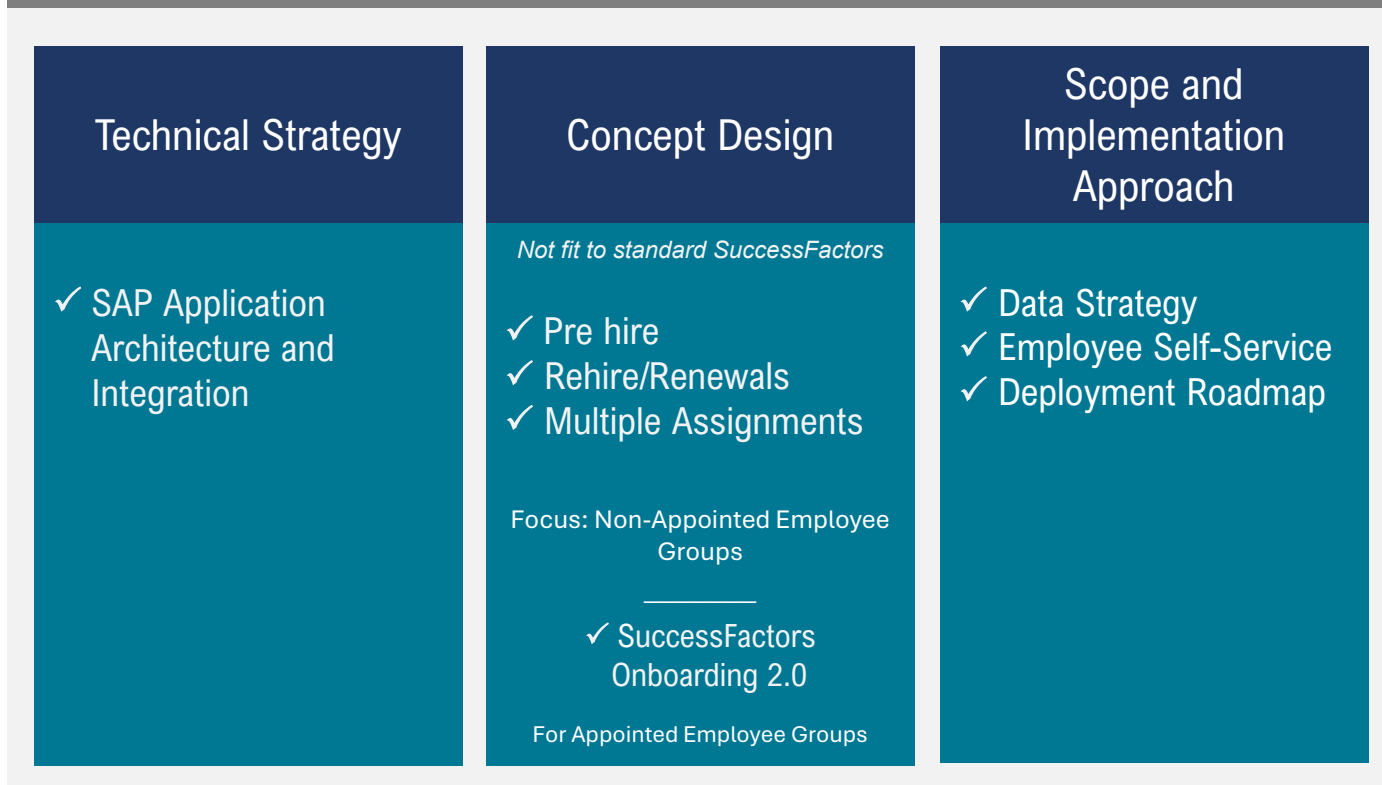 Technical Strategy
✓ SAP Application
Architecture and
Integration
Concept Design
Not fit to standard SuccessFactors
✓ Pre hire
✓ Rehire/Renewals
✓ Multiple Assignments
Focus: Non-Appointed Employee
Groups
✓ SuccessFactors
Onboarding 2.0
For Appointed Employee Groups
Scope and
Implementation
Approach
✓ Data Strategy
✓ Employee Self-Service
✓ Deployment Roadmap